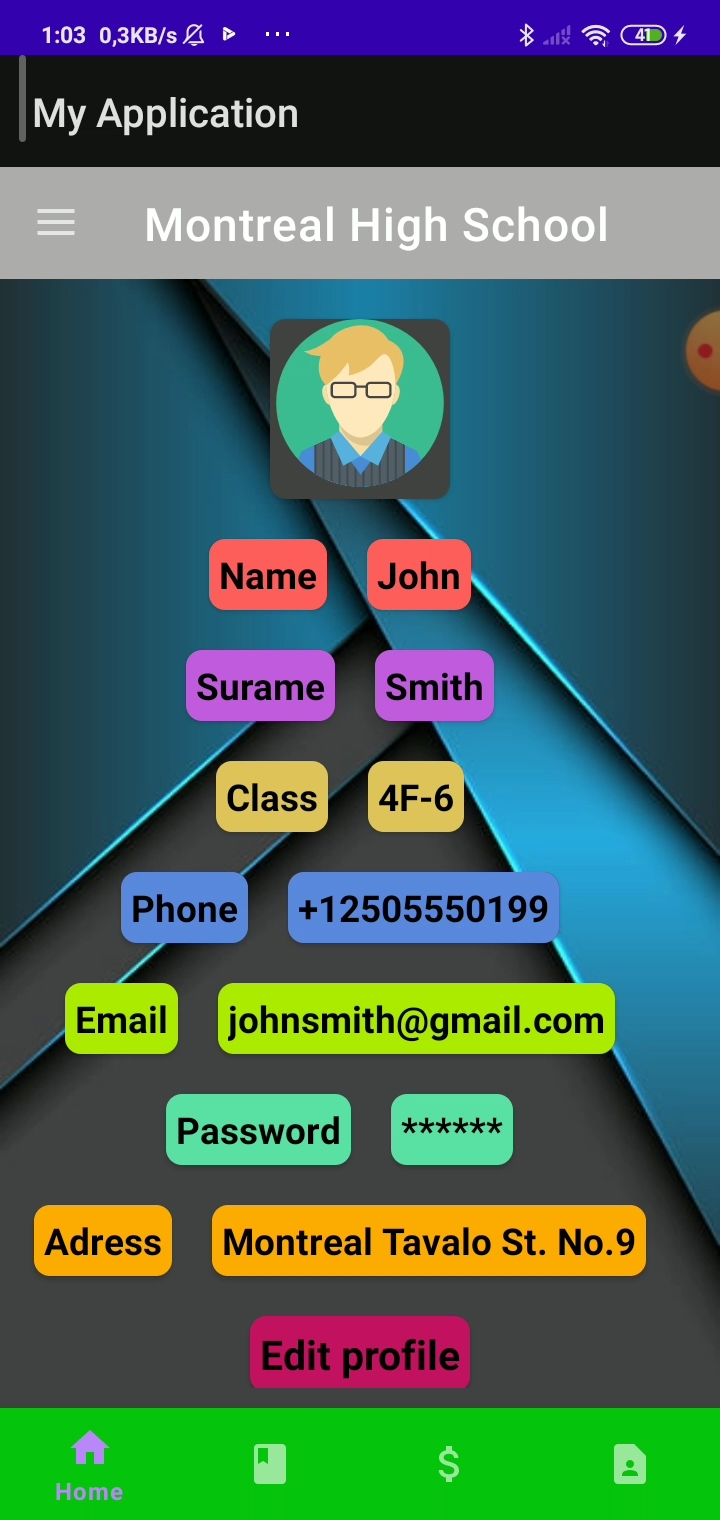 1:03 0,3KB/s 41
My Application
Montreal High School
Name John
Surame Smith
Class 4F-6
Phone +12505550199
Email johnsmith@gmail.com
Password ******
Adress Montreal Tavalo St. No.9
Edit profile
Home